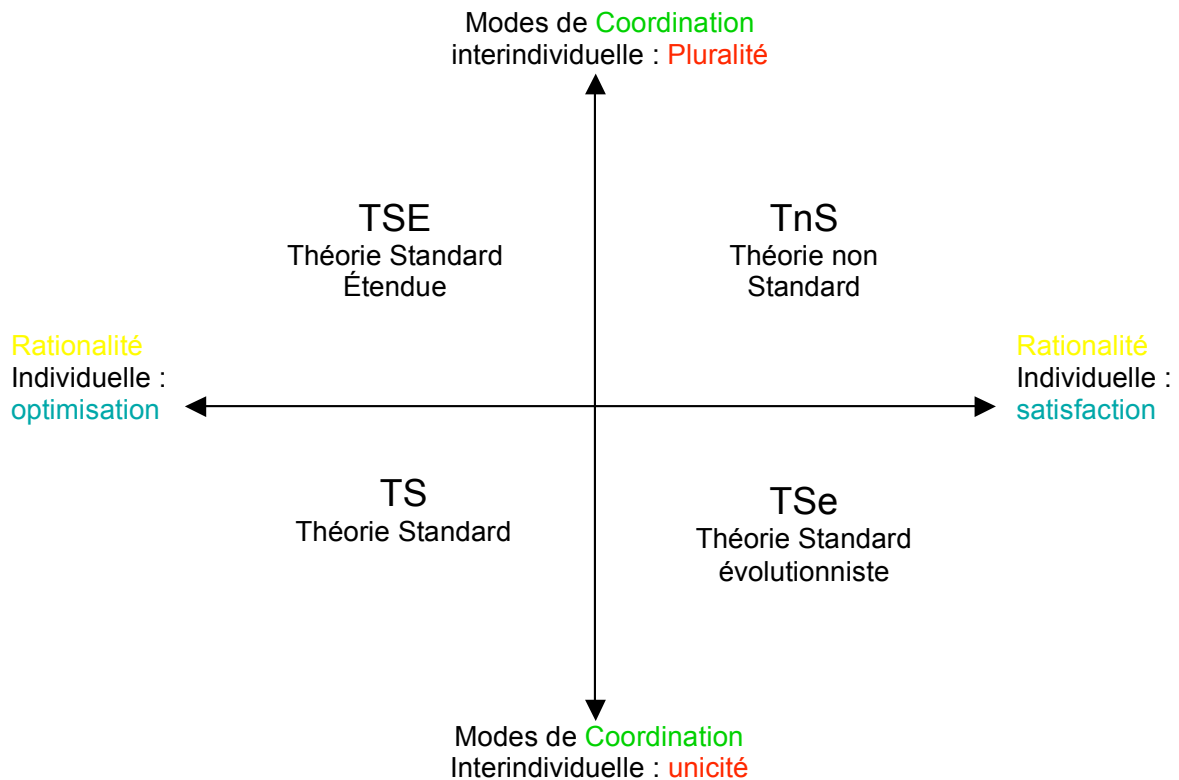 Modes de Coordination
interindividuelle : Pluralité
TSE
Théorie Standard
Étendue
TnS
Théorie non
Standard
Rationalité
Individuelle :
optimisation
Rationalité
Individuelle :
satisfaction
TS
Théorie Standard
TSe
Théorie Standard
évolutionniste
Modes de Coordination
Interindividuelle : unicité